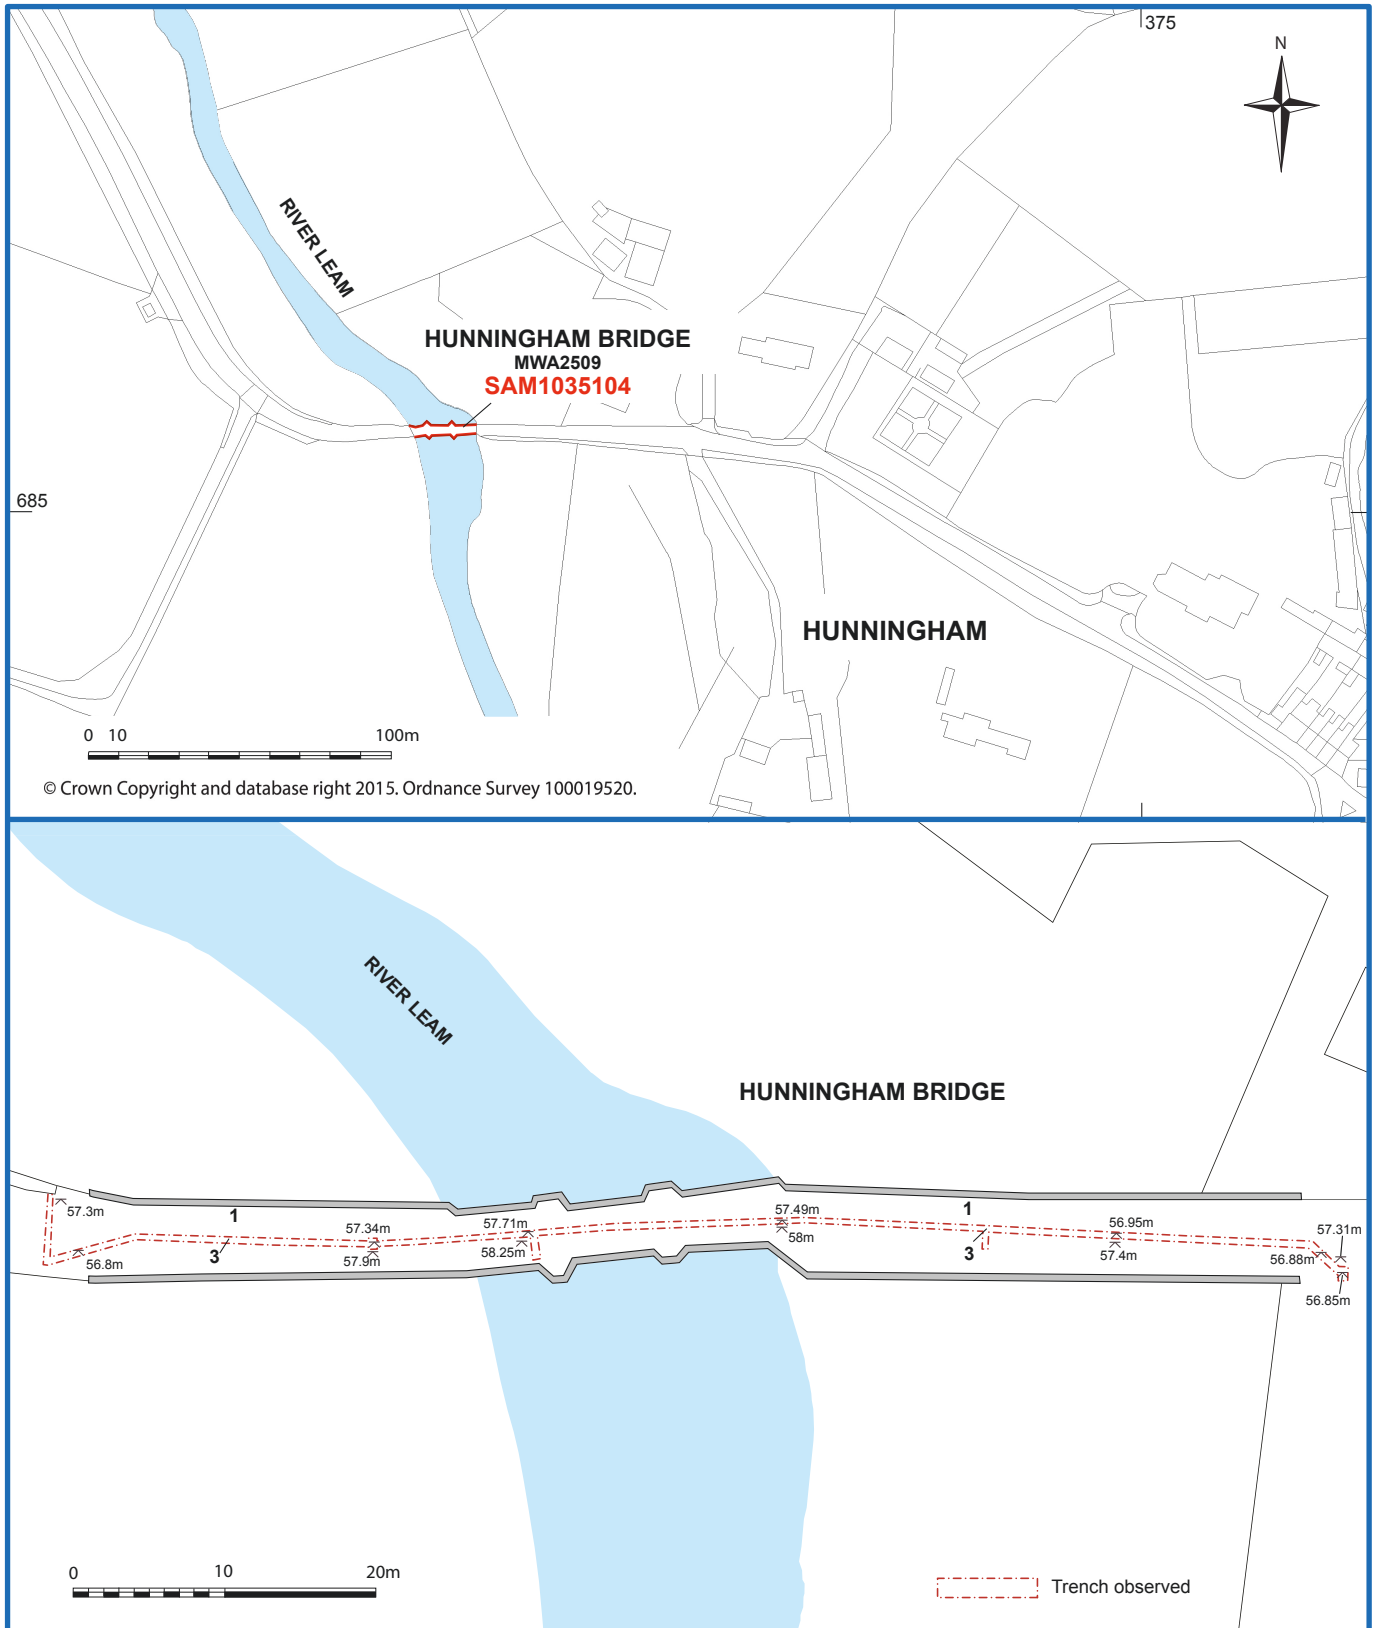 375
N
RIVER LEAM
HUNNINGHAM BRIDGE
MWA2509
SAM1035104
685
HUNNINGHAM
0 10 100m
© Crown Copyright and database right 2015. Ordnance Survey 100019520.
RIVER LEAM
HUNNINGHAM BRIDGE
57.3m
1
57.34m
57.71m
57.49m
1
56.95m
57.31m
56.8m
3
57.9m
58.25m
58m
3
57.4m
56.88m
56.85m
0 10 20m
Trench observed